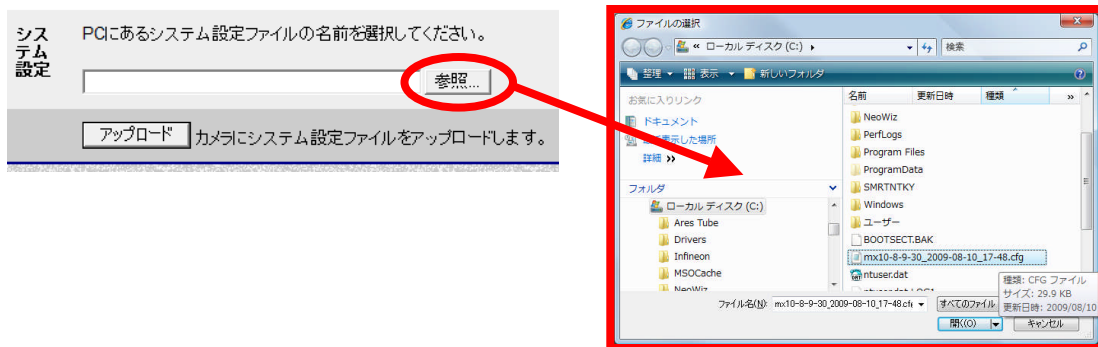 シス
テム
設定
PCにあるシステム設定ファイルの名前を選択してください。
参照...
アップロード カメラにシステム設定ファイルをアップロードします。
ファイルの選択
« ローカル ディスク (C:)
検索
整理 表示 新しいフォルダ
お気に入りリンク
ドキュメント
した場所
詳細 »
フォルダ
ローカル ディスク (C:)
Ares Tube
Drivers
Infineon
MSOCache
NeoWiz
名前 更新日時 種類 »
NeoWiz
PerfLogs
Program Files
ProgramData
SMRTNTKY
Windows
ユーザー
BOOTSECT.BAK
mx10-8-9-30_2009-08-10_17-48.cfg
ntuser.dat
種類: CFG ファイル
サイズ: 29.9 KB
更新日時: 2009/08/10
ファイル名(N): mx10-8-9-30_2009-08-10_17-48.cf
すべてのファイル
開く(O) キャンセル